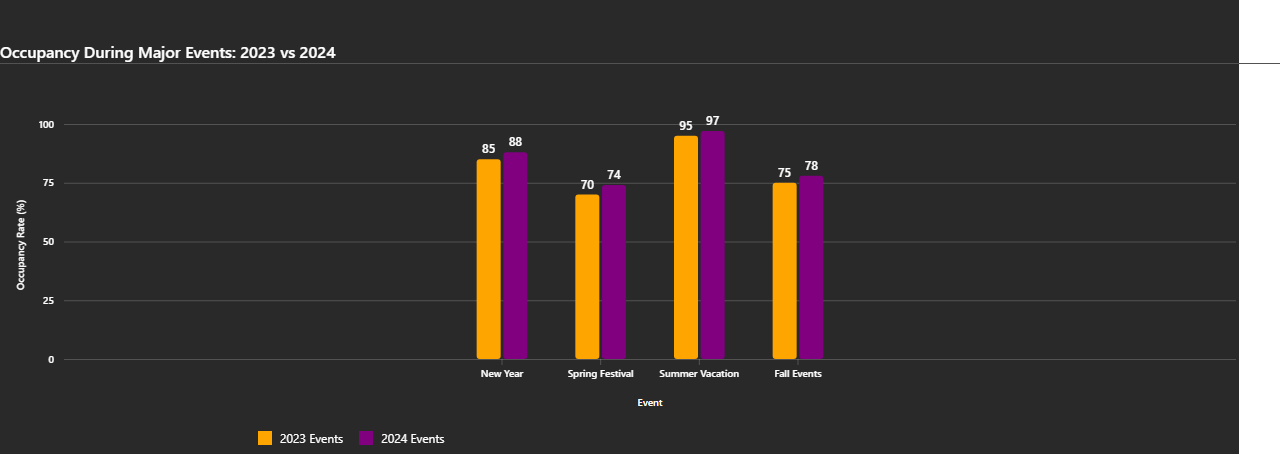 Occupancy During Major Events: 2023 vs 2024
Occupancy Rate (%)
100
75
50
25
0
85
88
70
74
95
97
75
78
New Year
Spring Festival
Summer Vacation
Fall Events
Event
2023 Events
2024 Events